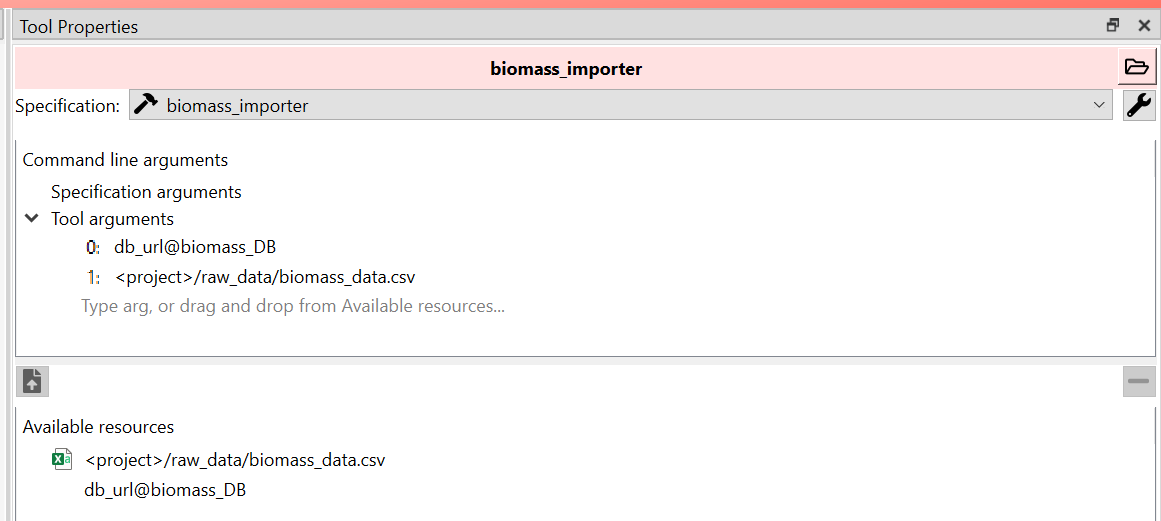 Tool Properties
biomass_importer
Specification: biomass_importer
Command line arguments
Specification arguments
Tool arguments
0: db_url@biomass_DB
1: <project>/raw_data/biomass_data.csv
Type arg, or drag and drop from Available resources...
Available resources
<project>/raw_data/biomass_data.csv
db_url@biomass_DB